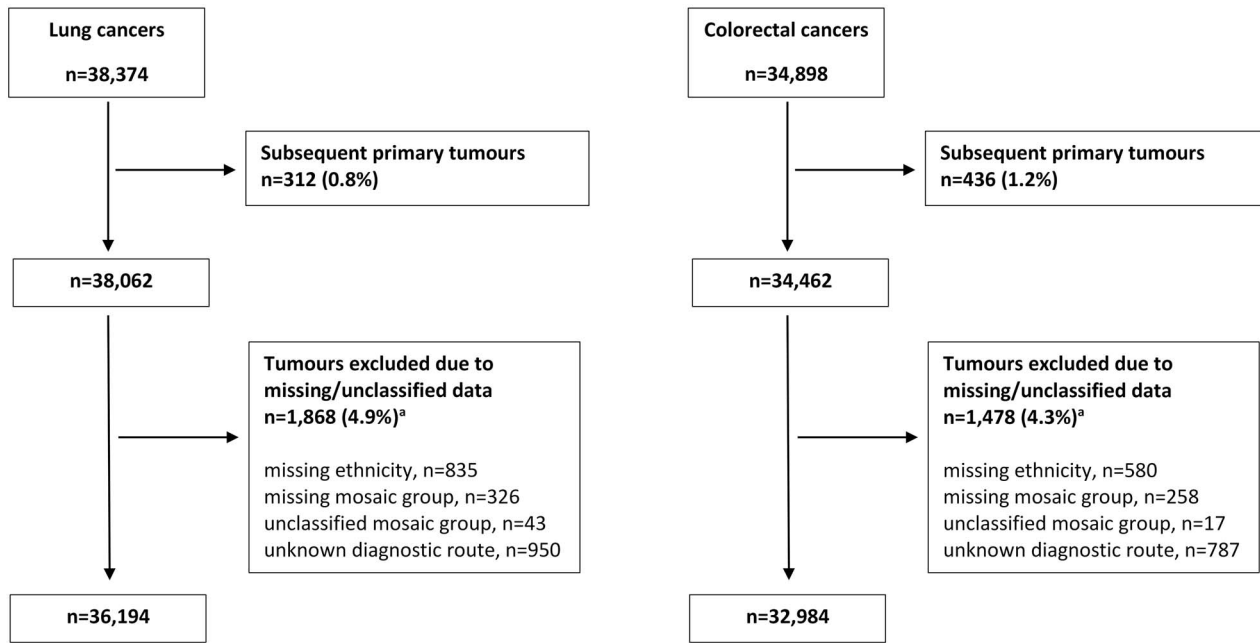 Lung cancers
n=38,374
Subsequent primary tumours
n=312 (0.8%)
n=38,062
Tumours excluded due to
missing/unclassified data
n=1,868 (4.9%)ᵃ
missing ethnicity, n=835
missing mosaic group, n=326
unclassified mosaic group, n=43
unknown diagnostic route, n=950
n=36,194
Colorectal cancers
n=34,898
Subsequent primary tumours
n=436 (1.2%)
n=34,462
Tumours excluded due to
missing/unclassified data
n=1,478 (4.3%)ᵃ
missing ethnicity, n=580
missing mosaic group, n=258
unclassified mosaic group, n=17
unknown diagnostic route, n=787
n=32,984